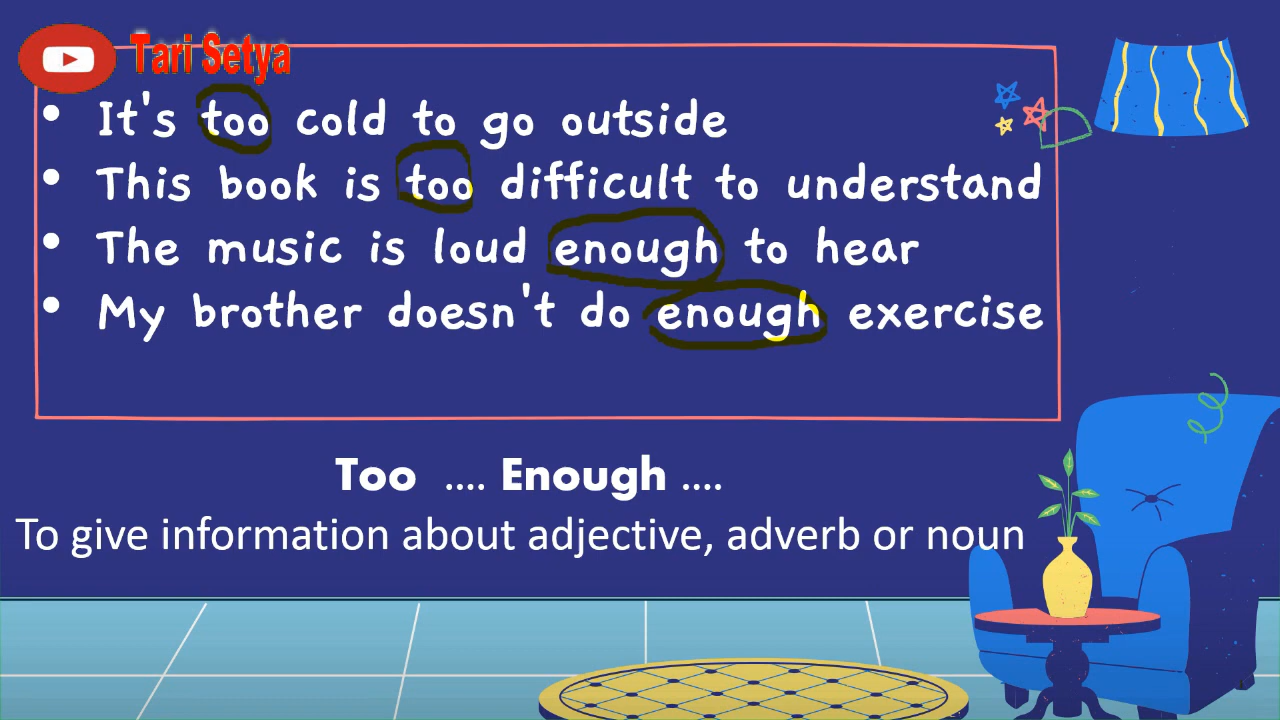 Tari Setya
• It's too cold to go outside
• This book is too difficult to understand
• The music is loud enough to hear
• My brother doesn't do enough exercise
Too .... Enough ....
To give information about adjective, adverb or noun